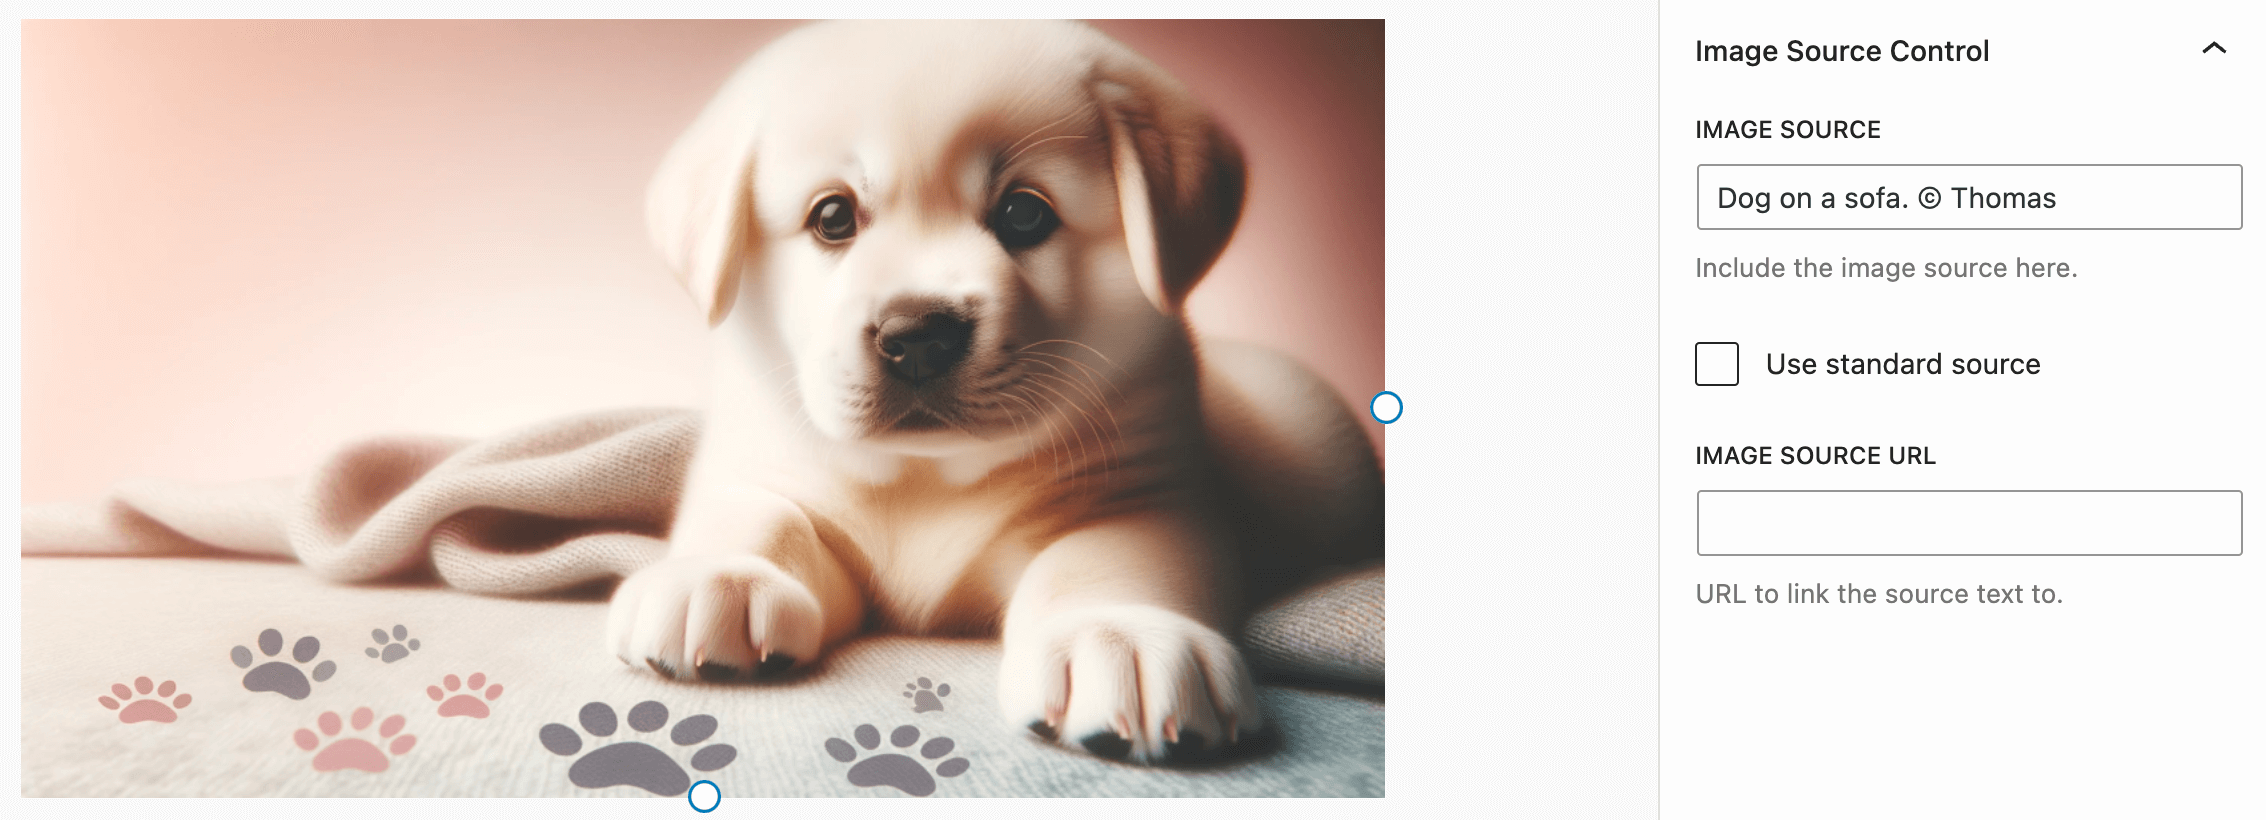 Image Source Control
IMAGE SOURCE
Dog on a sofa. © Thomas
Include the image source here.
Use standard source
IMAGE SOURCE URL
URL to link the source text to.